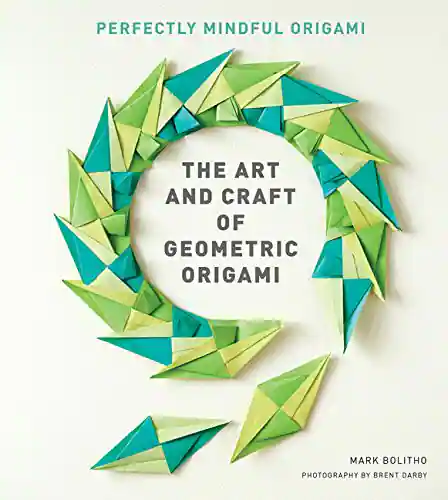 PERFECTLY MINDFUL ORIGAMI
THE ART
AND CRAFT
OF
GEOMETRIC
ORIGAMI
MARK BOLITHO
PHOTOGRAPHY BY BRENT DARBY